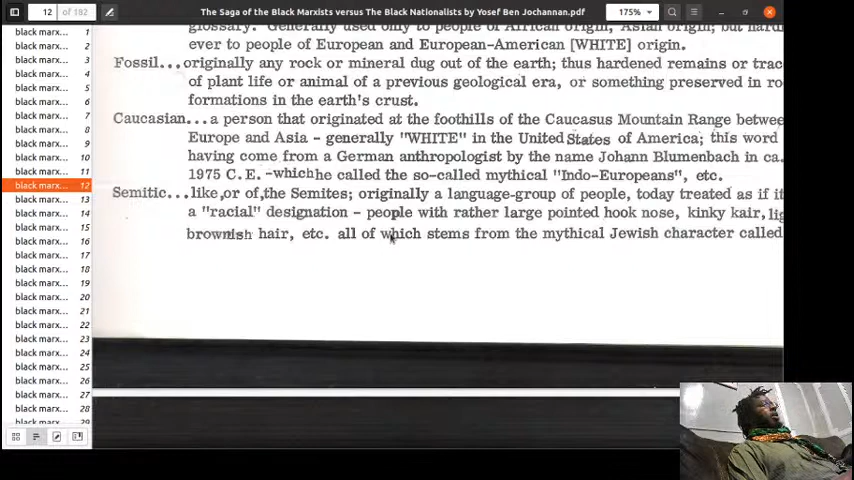 12 of 182
The Saga of the Black Marxists versus The Black Nationalists by Yosef Ben Jochannan.pdf
175%
black marx... 1
black marx... 2
black marx... 3
black marx... 4
black marx... 5
black marx... 6
black marx... 7
black marx... 8
black marx... 9
black marx... 10
black marx... 11
black marx... 12
black marx... 13
black marx... 14
black marx... 15
black marx... 16
black marx... 17
black marx... 18
black marx... 19
black marx... 20
black marx... 21
black marx... 22
black marx... 23
black marx... 24
black marx... 25
black marx... 26
black marx... 27
black marx... 28
black marx... 29
glossary. Generally used only to people of African origin, Asian origin; but hard
ever to people of European and European-American [WHITE] origin.
Fossil...originally any rock or mineral dug out of the earth; thus hardened remains or trac
of plant life or animal of a previous geological era, or something preserved in ro
formations in the earth's crust.
Caucasian...a person that originated at the foothills of the Caucasus Mountain Range betwee
Europe and Asia - generally "WHITE" in the United States of America; this word
having come from a German anthropologist by the name Johann Blumenbach in ca.
1975 C.E. -which he called the so-called mythical "Indo-Europeans", etc.
Semitic...like,or of,the Semites; originally a language-group of people, today treated as if it
a "racial" designation - people with rather large pointed hook nose, kinky kair, lig
brownish hair, etc. all of which stems from the mythical Jewish character called